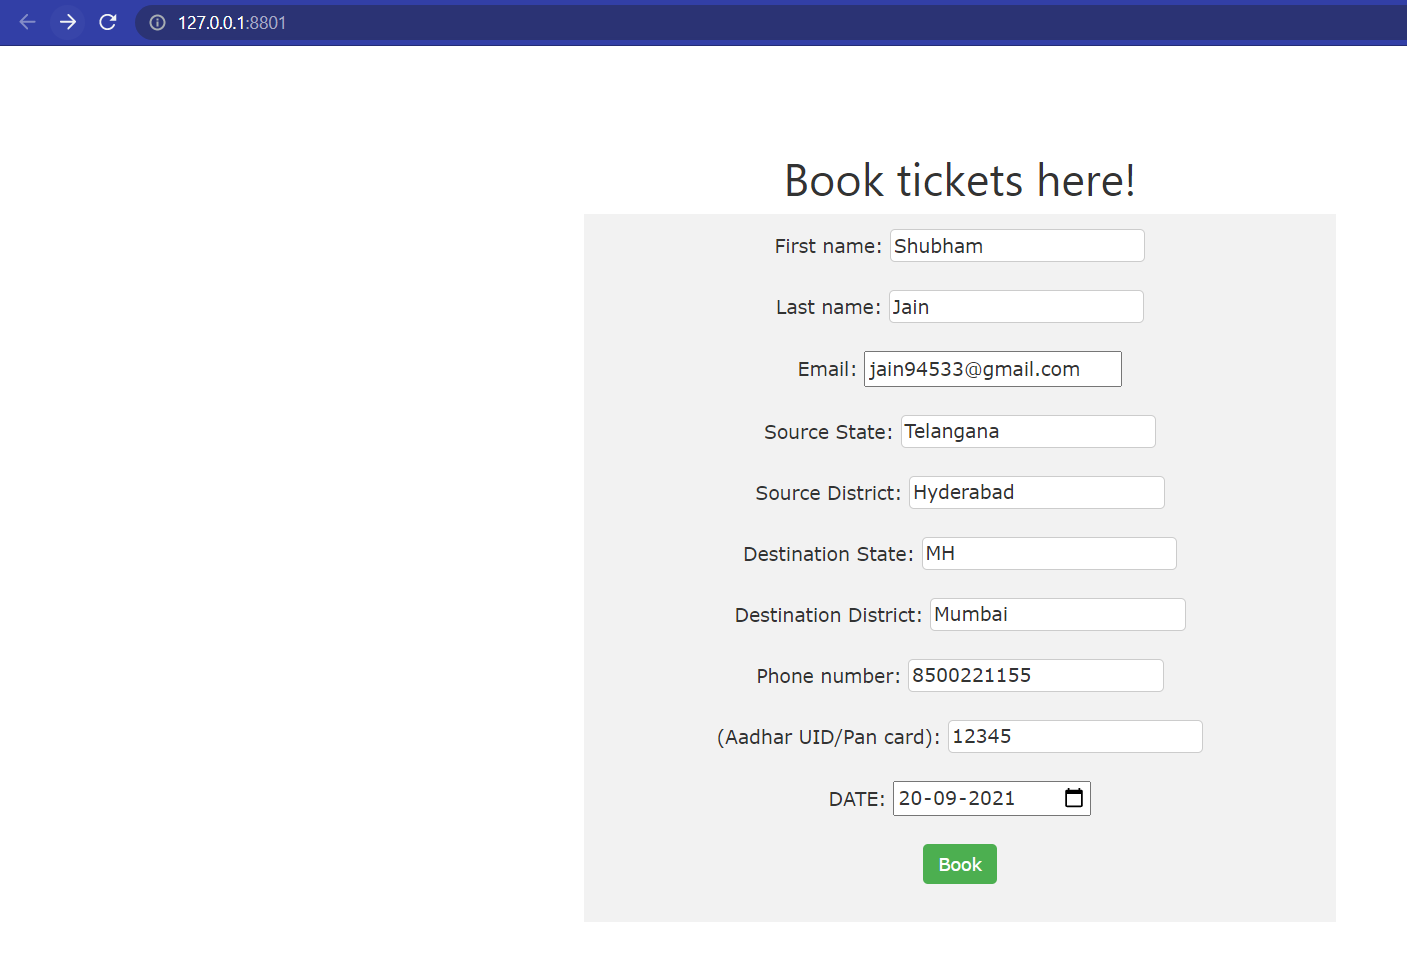 127.0.0.1:8801
Book tickets here!
First name: Shubham
Last name: Jain
Email: jain94533@gmail.com
Source State: Telangana
Source District: Hyderabad
Destination State: MH
Destination District: Mumbai
Phone number: 8500221155
(Aadhar UID/Pan card): 12345
DATE: 20-09-2021
Book